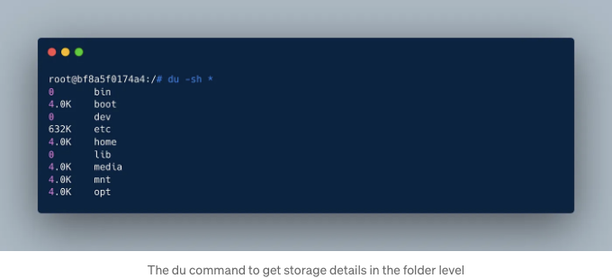 root@bf8a5f0174a4:/# du -sh *
0 bin
4.0K boot
0 dev
632K etc
4.0K home
0 lib
4.0K media
4.0K mnt
4.0K opt
The du command to get storage details in the folder level